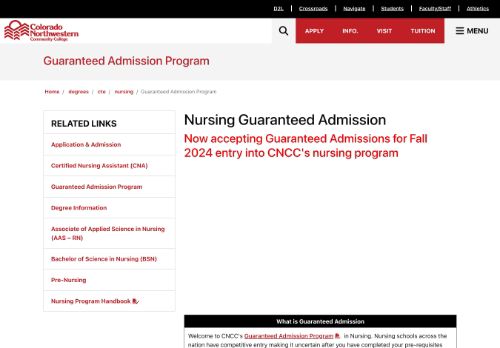 D2L Crossroads Navigate Students Faculty/Staff Athletics
Colorado
Northwestern
Community College
APPLY INFO. VISIT TUITION MENU
Guaranteed Admission Program
Home / degrees / cte / nursing / Guaranteed Admission Program
RELATED LINKS
Application & Admission
Certified Nursing Assistant (CNA)
Guaranteed Admission Program
Degree Information
Associate of Applied Science in Nursing
(AAS – RN)
Bachelor of Science in Nursing (BSN)
Pre-Nursing
Nursing Program Handbook
Nursing Guaranteed Admission
Now accepting Guaranteed Admissions for Fall
2024 entry into CNCC's nursing program
What is Guaranteed Admission
Welcome to CNCC's Guaranteed Admission Program in Nursing. Nursing schools across the
nation have competitive entry making it uncertain after you have completed your pre-requisites